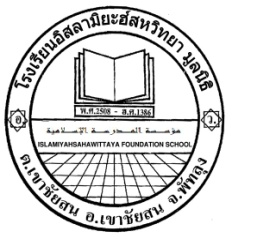 โรงเรียนอิสลามิยะฮ์สหวิทยา มูลนิธิ
พ.ศ.2508 - ฮ.ศ.1386
อ. ว.
مؤسسة المدرسة الإسلامية
ISLAMIYAHSAHAWITTAYA FOUNDATION SCHOOL
ต.เขาชัยสน อ.เขาชัยสน จ.พัทลุง